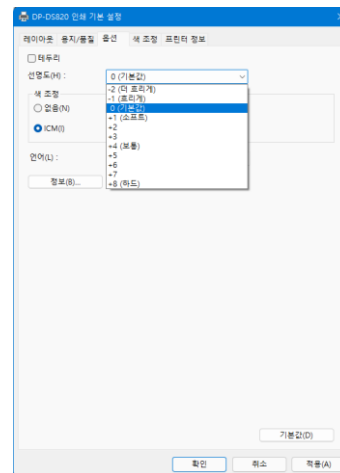 DP-DS820 인쇄 기본 설정
레이아웃 용지/품질 옵션 색 조정 프린터 정보
테두리
선명도(H) : 0 (기본값)
-2 (더 흐리게)
-1 (흐리게)
0 (기본값)
+1 (소프트)
+2
+3
+4 (보통)
+5
+6
+7
+8 (하드)
색 조정
없음(N)
ICM(I)
언어(L) :
정보(B)...
기본값(D)
확인 취소 적용(A)